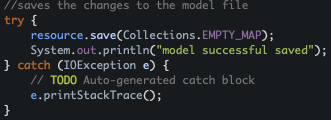 //saves the changes to the model file
try {
    resource.save(Collections.EMPTY_MAP);
    System.out.println("model successful saved");
} catch (IOException e) {
    // TODO Auto-generated catch block
    e.printStackTrace();
}